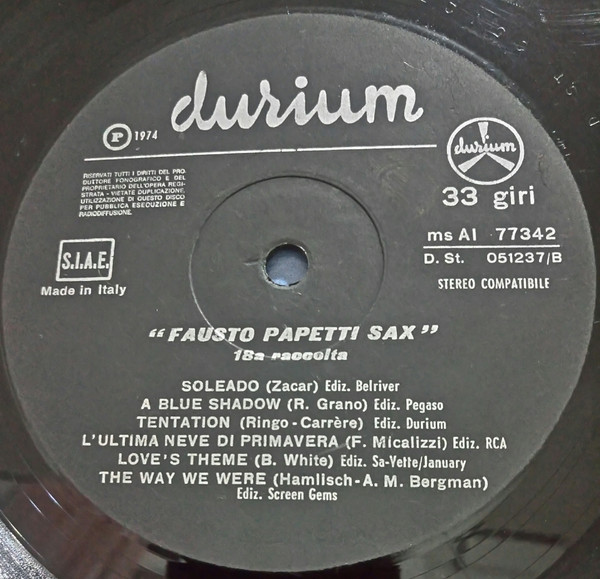 durium
P 1974
durium
33 giri
RISERVATI TUTTI I DIRITTI DEL PRO
DUTTORE FONOGRAFICO E DEL
PROPRIETARIO DELL'OPERA REGI-
STRATA - VIETATE DUPLICAZIONE,
UTILIZZAZIONE DI QUESTO DISCO
PER PUBBLICA ESECUZIONE E
RADIODIFFUSIONE.
ms AI 77342
D. St. 051237/B
STEREO COMPATIBILE
S.I.A.E.
Made in Italy
“FAUSTO PAPETTI SAX”
18a raccolta
SOLEADO (Zacar) Ediz. Belriver
A BLUE SHADOW (R. Grano) Ediz. Pegaso
TENTATION (Ringo-Carrère) Ediz. Durium
L'ULTIMA NEVE DI PRIMAVERA (F. Micalizzi) Ediz. RCA
LOVE'S THEME (B. White) Ediz. Sa-Vette/January
THE WAY WE WERE (Hamlisch-A. M. Bergman)
Ediz. Screen Gems